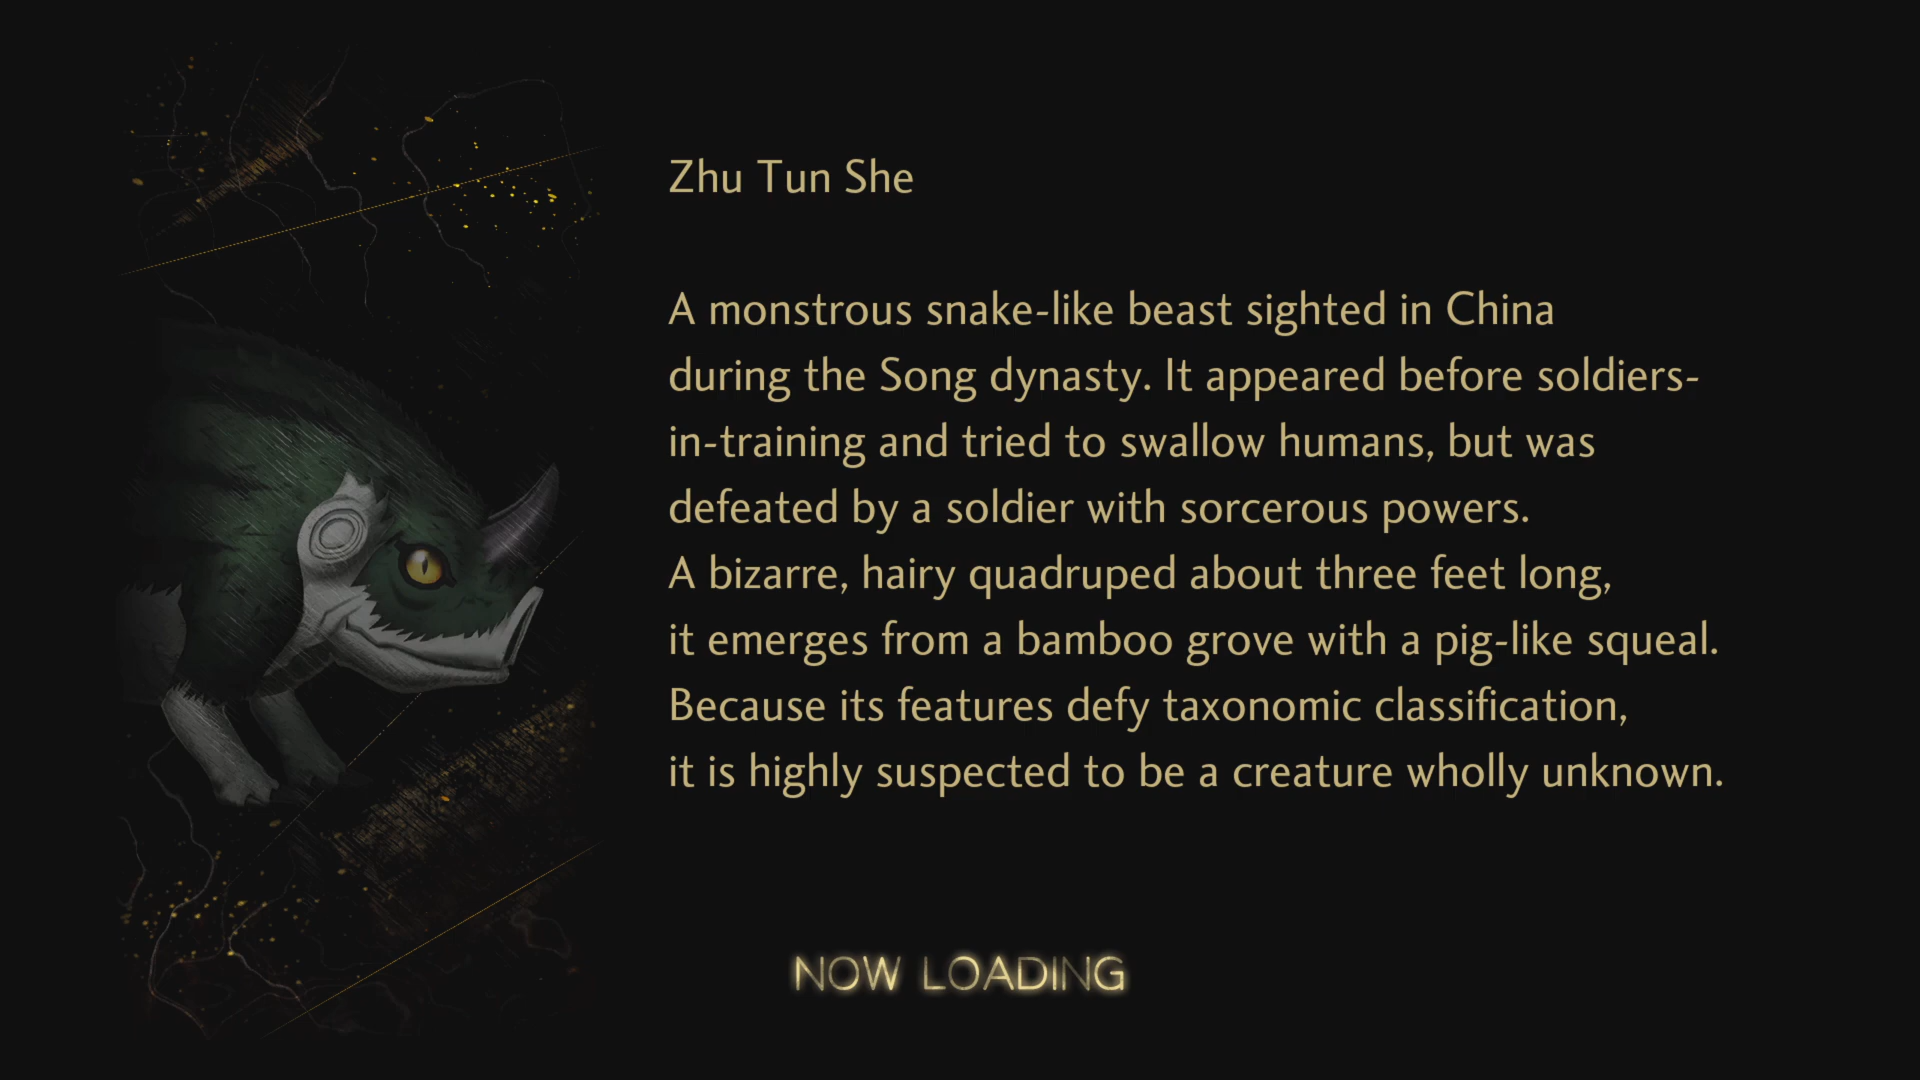 Zhu Tun She
A monstrous snake-like beast sighted in China
during the Song dynasty. It appeared before soldiers-
in-training and tried to swallow humans, but was
defeated by a soldier with sorcerous powers.
A bizarre, hairy quadruped about three feet long,
it emerges from a bamboo grove with a pig-like squeal.
Because its features defy taxonomic classification,
it is highly suspected to be a creature wholly unknown.
NOW LOADING